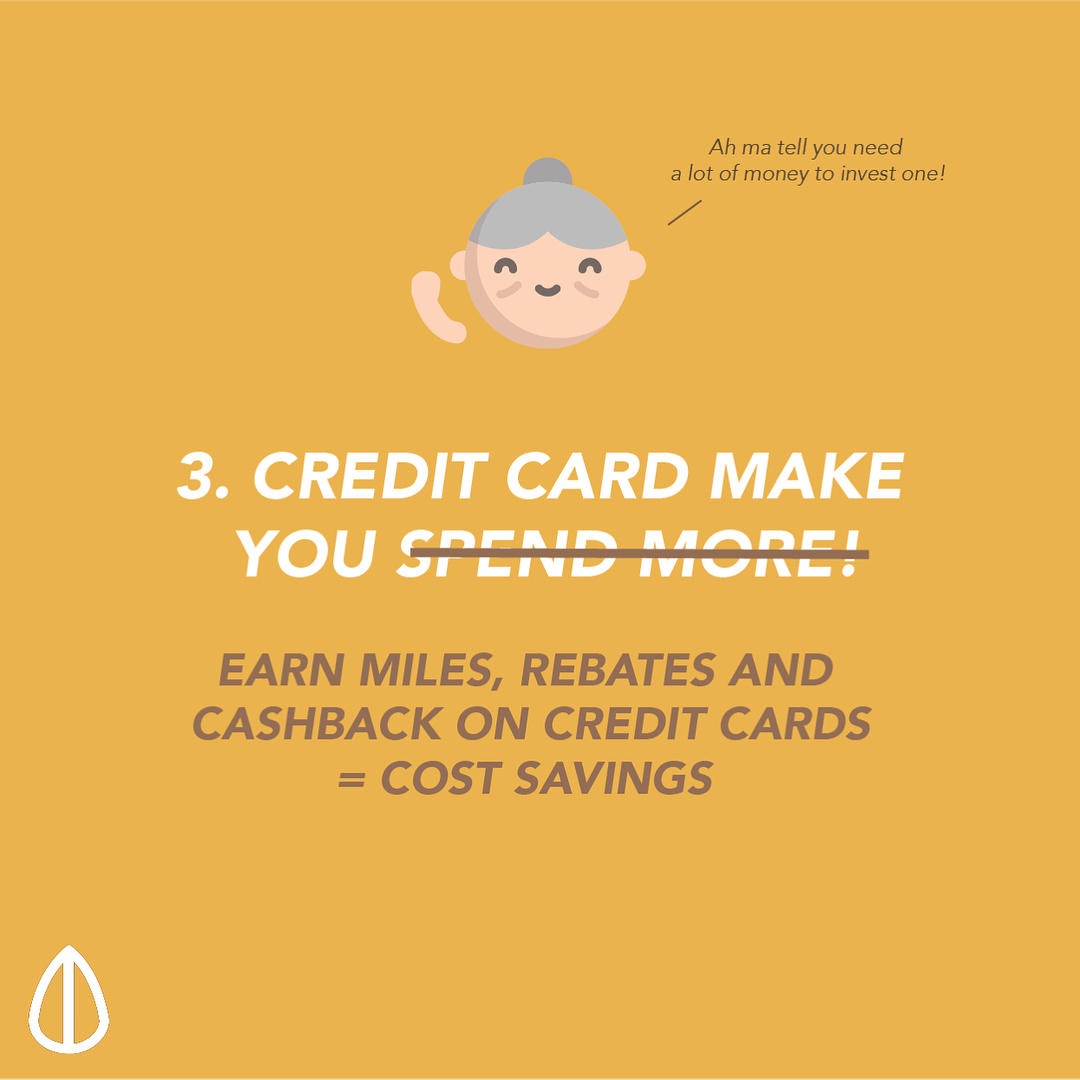 Ah ma tell you need
a lot of money to invest one!
3. CREDIT CARD MAKE
YOU SPEND MORE!
EARN MILES, REBATES AND
CASHBACK ON CREDIT CARDS
= COST SAVINGS